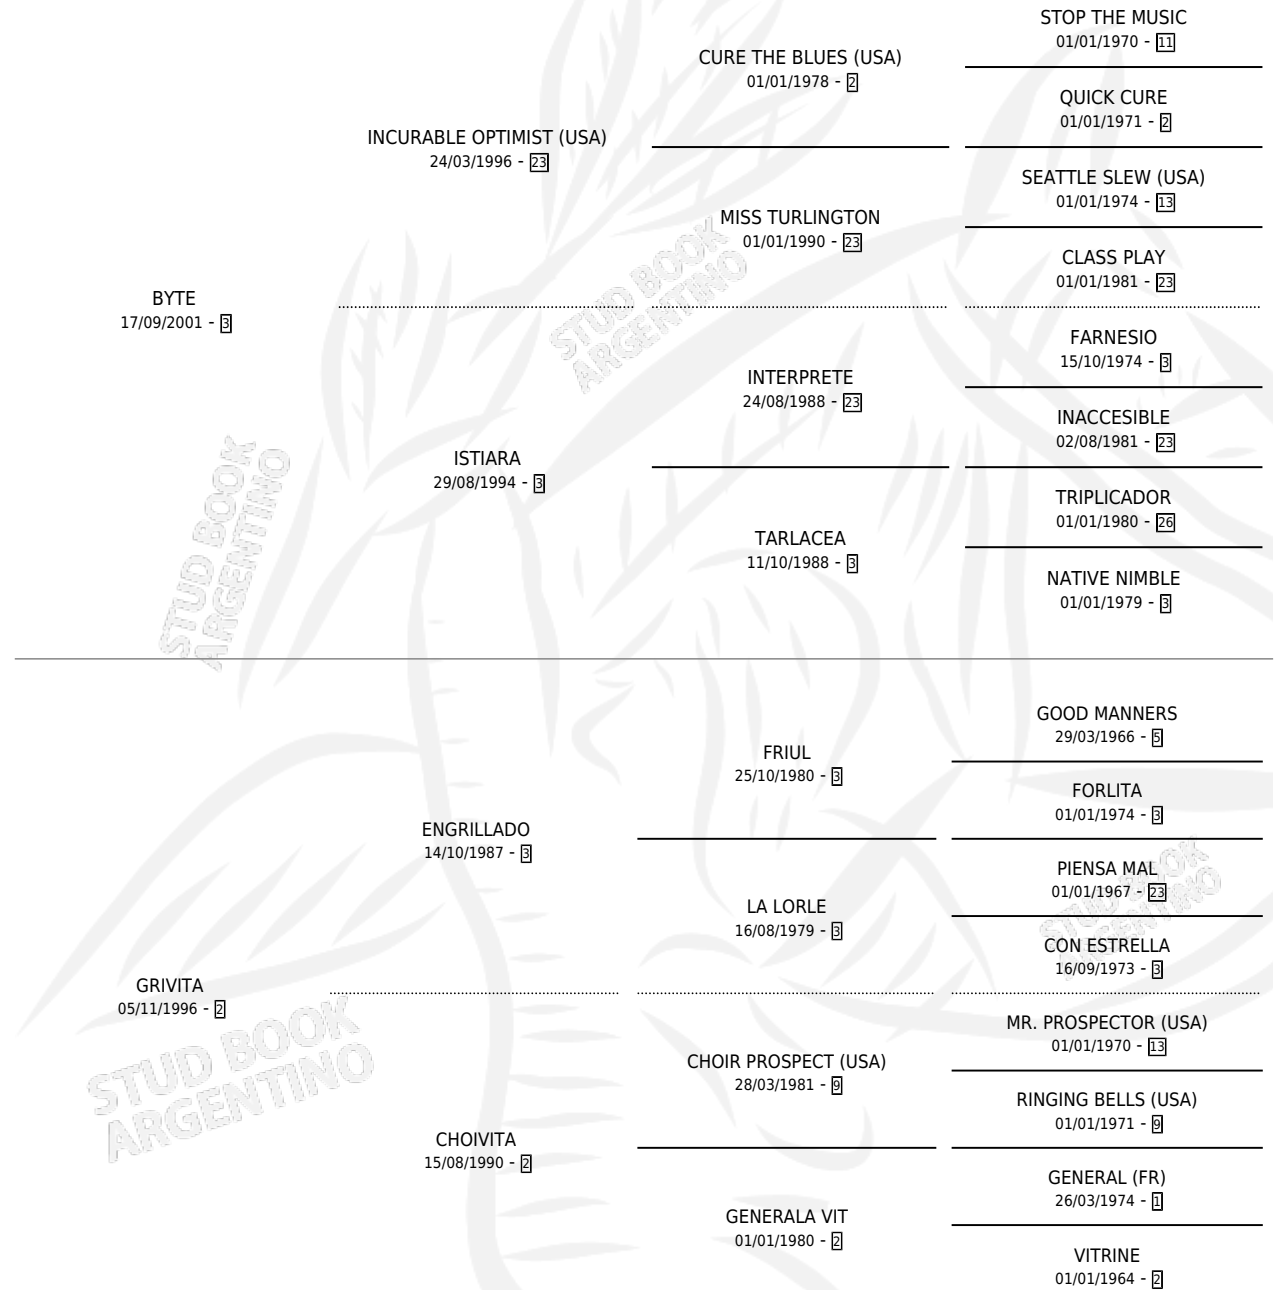 STOP THE MUSIC
01/01/1970 - 11
CURE THE BLUES (USA)
01/01/1978 - 2
QUICK CURE
01/01/1971 - 2
INCURABLE OPTIMIST (USA)
24/03/1996 - 23
SEATTLE SLEW (USA)
01/01/1974 - 13
MISS TURLINGTON
01/01/1990 - 23
CLASS PLAY
01/01/1981 - 23
BYTE
17/09/2001 - 3
STUD BOOK
ARGENTINO
FARNESIO
15/10/1974 - 3
INTERPRETE
24/08/1988 - 23
INACCESIBLE
02/08/1981 - 23
ISTIARA
29/08/1994 - 3
TRIPLICADOR
01/01/1980 - 26
TARLACEA
11/10/1988 - 3
NATIVE NIMBLE
01/01/1979 - 3
STUD BOOK
ARGENTINO
GOOD MANNERS
29/03/1966 - 5
FRIUL
25/10/1980 - 3
FORLITA
01/01/1974 - 3
ENGRILLADO
14/10/1987 - 3
PIENSA MAL
01/01/1967 - 23
LA LORLE
16/08/1979 - 3
CON ESTRELLA
16/09/1973 - 3
STUD BOOK
ARGENTINO
GRIVITA
05/11/1996 - 2
MR. PROSPECTOR (USA)
01/01/1970 - 13
CHOIR PROSPECT (USA)
28/03/1981 - 9
RINGING BELLS (USA)
01/01/1971 - 9
STUD BOOK
ARGENTINO
CHOIVITA
15/08/1990 - 2
GENERAL (FR)
26/03/1974 - 1
GENERALA VIT
01/01/1980 - 2
VITRINE
01/01/1964 - 2